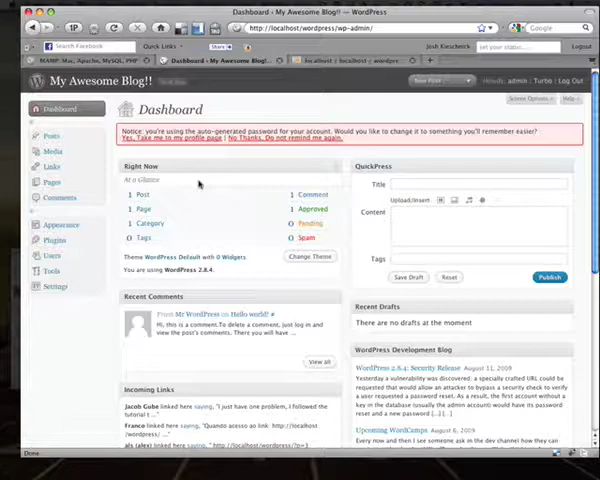 Dashboard - My Awesome Blog!! — WordPress
1P
http://localhost/wordpress/wp-admin/
Google
Search Facebook
Quick Links
Share
Josh Kieschnick
Set your status...
Logout
MAMP: Mac, Apache, MySQL, PHP...
Dashboard ‹ My Awesome Blog!...
localhost / localhost / wordpre...
My Awesome Blog!!
New Post
Howdy, admin | Turbo | Log Out
Dashboard
Screen Options
Help
Dashboard
Notice: you're using the auto-generated password for your account. Would you like to change it to something you'll remember easier?
Yes, Take me to my profile page | No Thanks, Do not remind me again.
Posts
Media
Links
Pages
Comments
Appearance
Plugins
Users
Tools
Settings
Right Now
At a Glance
1 Post
1 Comment
1 Page
1 Approved
1 Category
0 Pending
0 Tags
0 Spam
Theme WordPress Default with 0 Widgets
Change Theme
You are using WordPress 2.8.4.
Recent Comments
From Mr WordPress on Hello world! #
Hi, this is a comment.To delete a comment, just log in and
view the post's comments. There you will have ...
View all
Incoming Links
Jacob Gube linked here saying, "I just have one problem, I followed the
tutorial t ..."
Franco linked here saying, "Quando acesso ao link http://localhost
/wordpress/ ..."
als (alex) linked here saying, "... http://localhost/wordpress/?p=1
QuickPress
Title
Upload/Insert
Content
Tags
Save Draft
Reset
Publish
Recent Drafts
There are no drafts at the moment
WordPress Development Blog
WordPress 2.8.4: Security Release August 11, 2009
Yesterday a vulnerability was discovered: a specially crafted URL could be
requested that would allow an attacker to bypass a security check to verify
a user requested a password reset. As a result, the first account without a
key in the database (usually the admin account) would have its password
reset and a new password [...] [...]
Upcoming WordCamps August 6, 2009
Every now and then I see someone ask in the dev channel how they can
Done